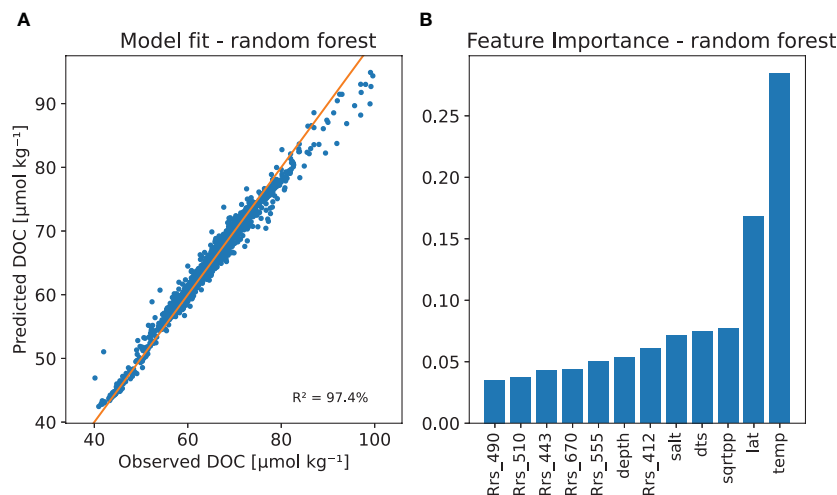 A
Model fit - random forest
Predicted DOC [µmol kg⁻¹]
90
80
70
60
50
40
R² = 97.4%
40
60
80
100
Observed DOC [µmol kg⁻¹]
B
Feature Importance - random forest
0.25
0.20
0.15
0.10
0.05
0.00
Rrs_490
Rrs_510
Rrs_443
Rrs_670
Rrs_555
depth
Rrs_412
salt
dts
sqrtpp
lat
temp